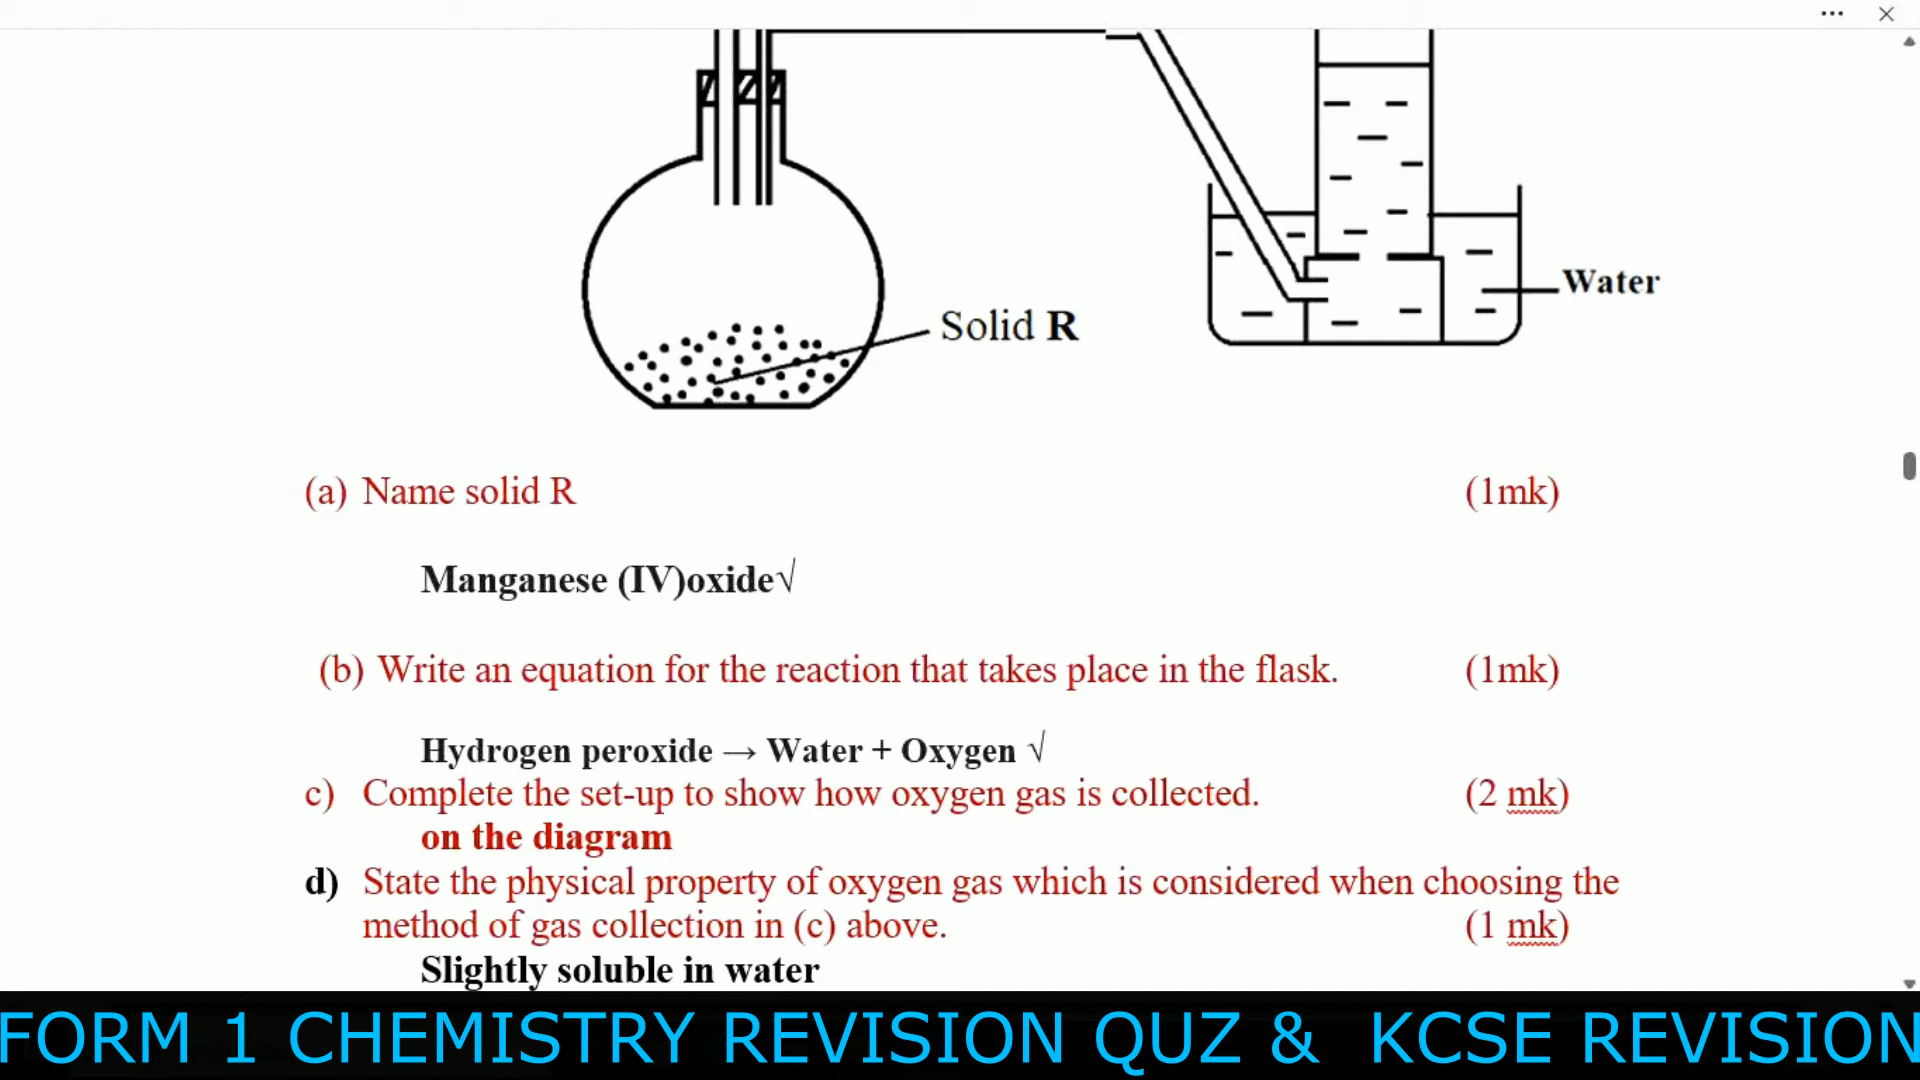 Solid R
Water
(a) Name solid R (1mk)
Manganese (IV)oxide√
(b) Write an equation for the reaction that takes place in the flask. (1mk)
Hydrogen peroxide → Water + Oxygen √
c) Complete the set-up to show how oxygen gas is collected. (2 mk)
on the diagram
d) State the physical property of oxygen gas which is considered when choosing the
method of gas collection in (c) above. (1 mk)
Slightly soluble in water
FORM 1 CHEMISTRY REVISION QUZ & KCSE REVISION